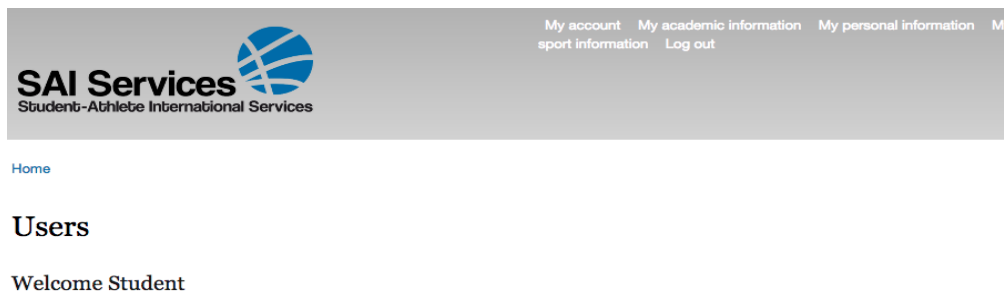 My account My academic information My personal information M
sport information Log out
SAI Services
Student-Athlete International Services
Home
Users
Welcome Student